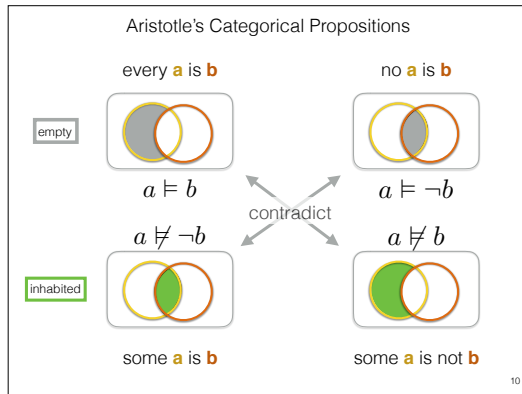 Aristotle's Categorical Propositions
every a is b
no a is b
empty
a ⊨ b
a ⊨ ¬b
contradict
a ⊭ ¬b
a ⊭ b
inhabited
some a is b
some a is not b
10